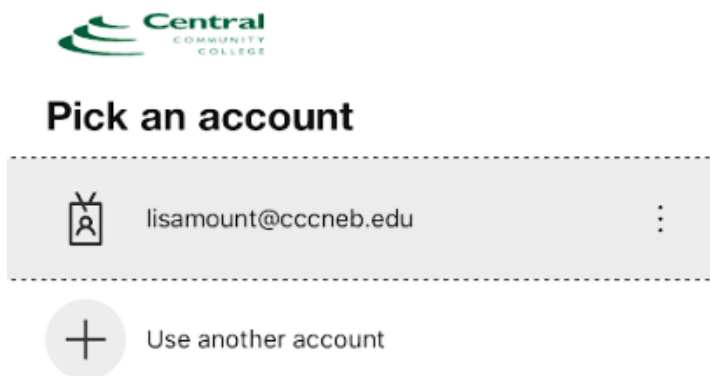 Central
COMMUNITY
COLLEGE
Pick an account
lisamount@cccneb.edu
Use another account